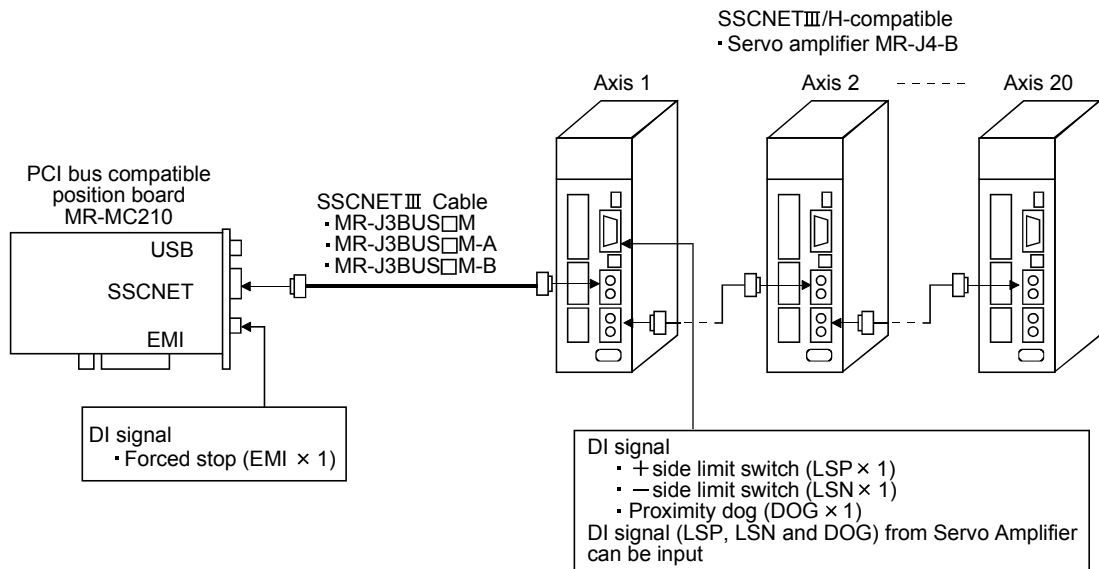 SSCNETⅢ/H-compatible
・Servo amplifier MR-J4-B
Axis 1
Axis 2
Axis 20
PCI bus compatible
position board
MR-MC210
USB
SSCNET
EMI
SSCNETⅢ Cable
・MR-J3BUS□M
・MR-J3BUS□M-A
・MR-J3BUS□M-B
DI signal
・Forced stop (EMI × 1)
DI signal
・+side limit switch (LSP × 1)
・−side limit switch (LSN × 1)
・Proximity dog (DOG × 1)
DI signal (LSP, LSN and DOG) from Servo Amplifier
can be input